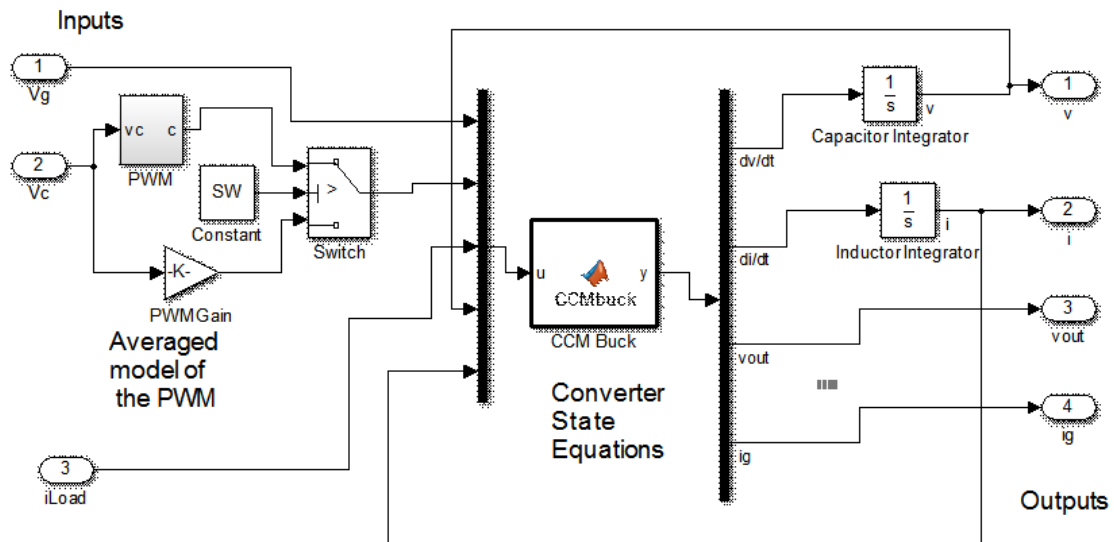 Inputs
1
Vg
vc c
PWM
2
Vc
SW
Constant
>
Switch
-K-
PWMGain
Averaged
model of
the PWM
3
iLoad
u y
CCMbuck
CCM Buck
Converter
State
Equations
dv/dt
di/dt
vout
ig
1
s
v
Capacitor Integrator
1
s
i
Inductor Integrator
1
v
2
i
3
vout
4
ig
Outputs